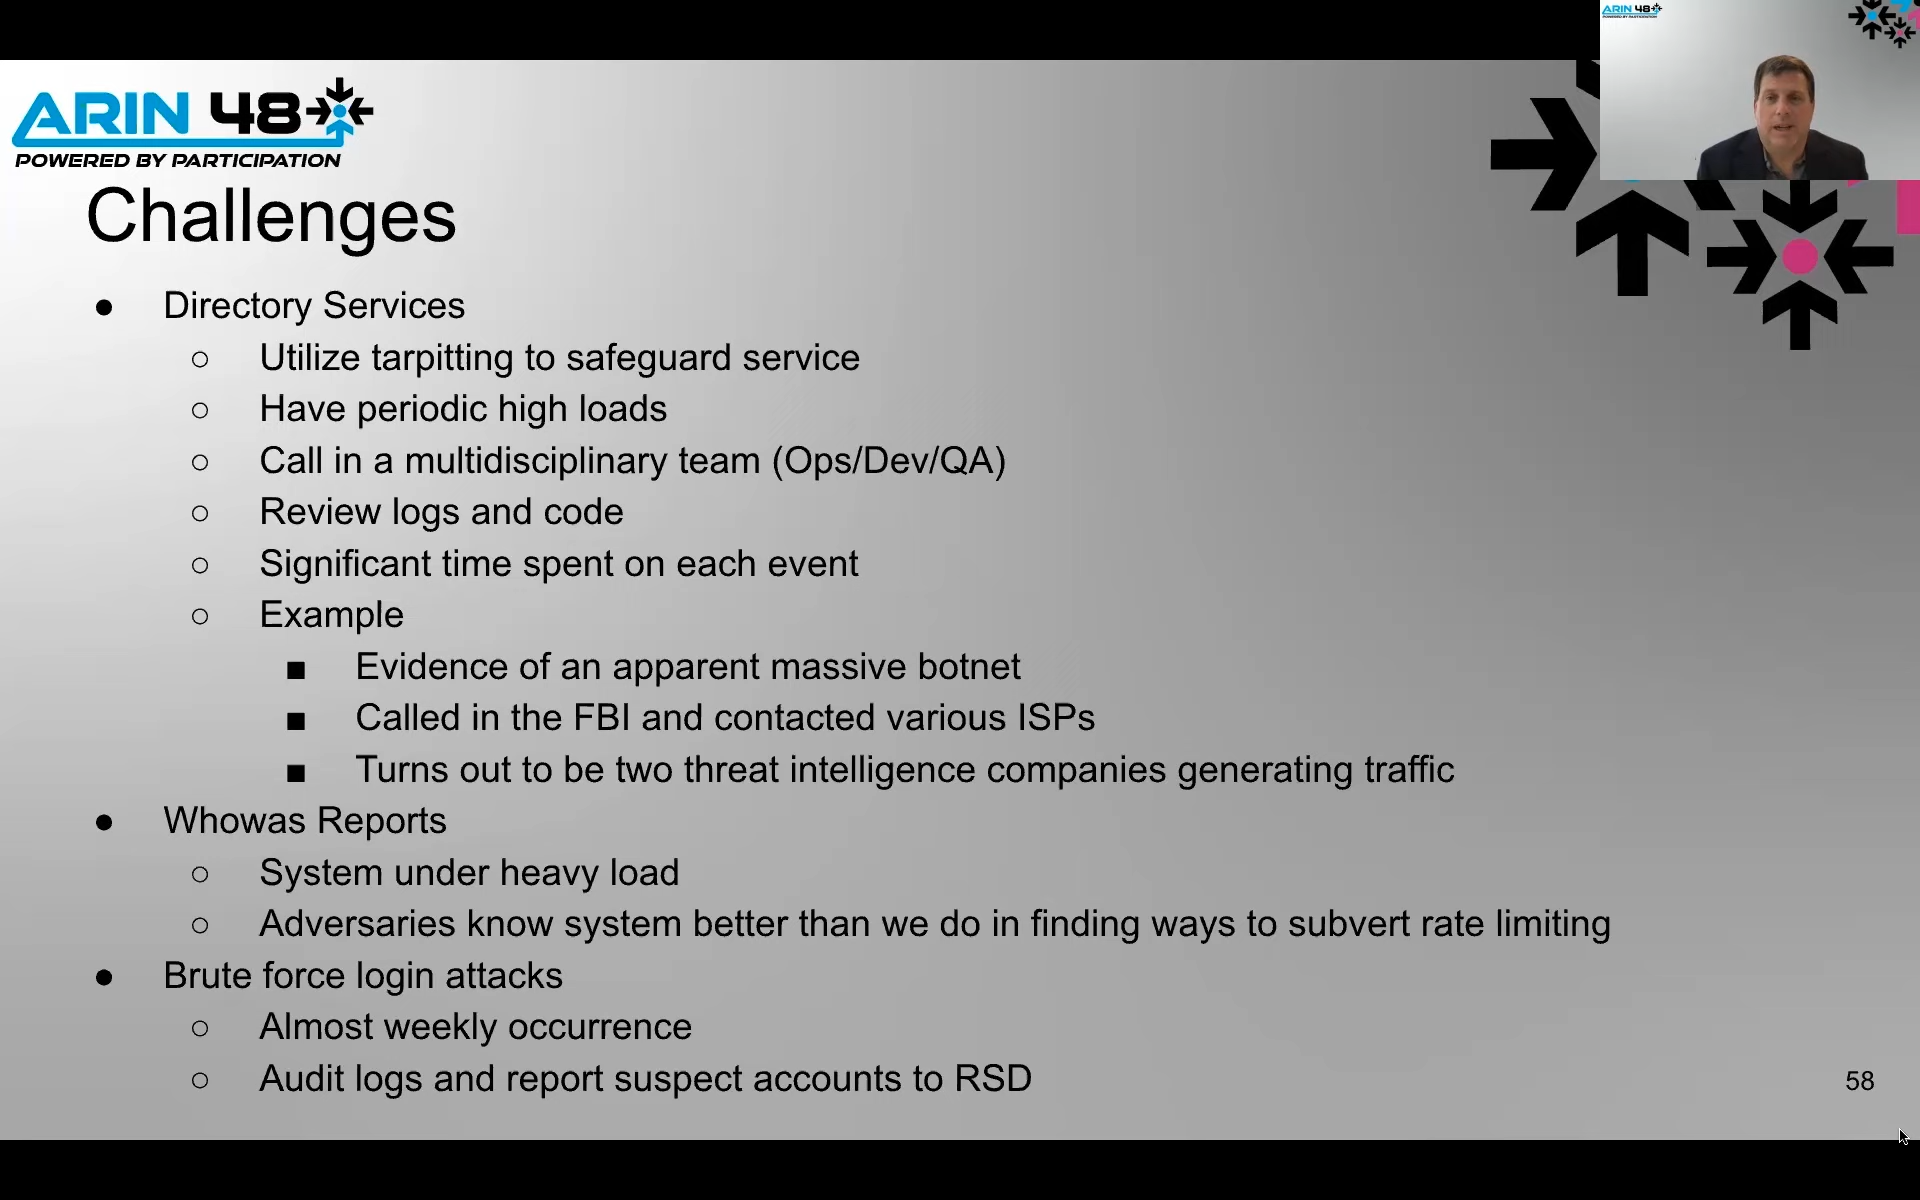 ARIN 48
POWERED BY PARTICIPATION
ARIN 48
POWERED BY PARTICIPATION
Challenges
● Directory Services
○ Utilize tarpitting to safeguard service
○ Have periodic high loads
○ Call in a multidisciplinary team (Ops/Dev/QA)
○ Review logs and code
○ Significant time spent on each event
○ Example
■ Evidence of an apparent massive botnet
■ Called in the FBI and contacted various ISPs
■ Turns out to be two threat intelligence companies generating traffic
● Whowas Reports
○ System under heavy load
○ Adversaries know system better than we do in finding ways to subvert rate limiting
● Brute force login attacks
○ Almost weekly occurrence
○ Audit logs and report suspect accounts to RSD
58